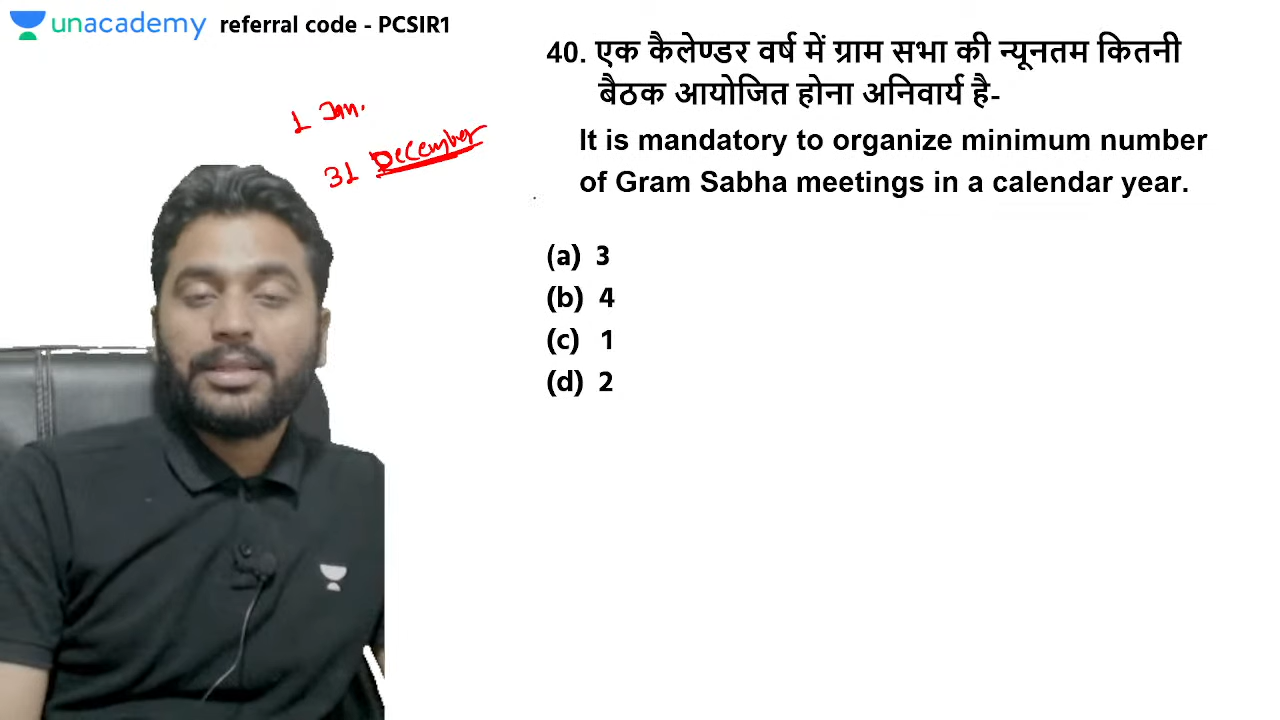 unacademy referral code - PCSIR1
1 Jan.
31 December
40. एक कैलेण्डर वर्ष में ग्राम सभा की न्यूनतम कितनी
बैठक आयोजित होना अनिवार्य है-
It is mandatory to organize minimum number
of Gram Sabha meetings in a calendar year.
(a) 3
(b) 4
(c) 1
(d) 2